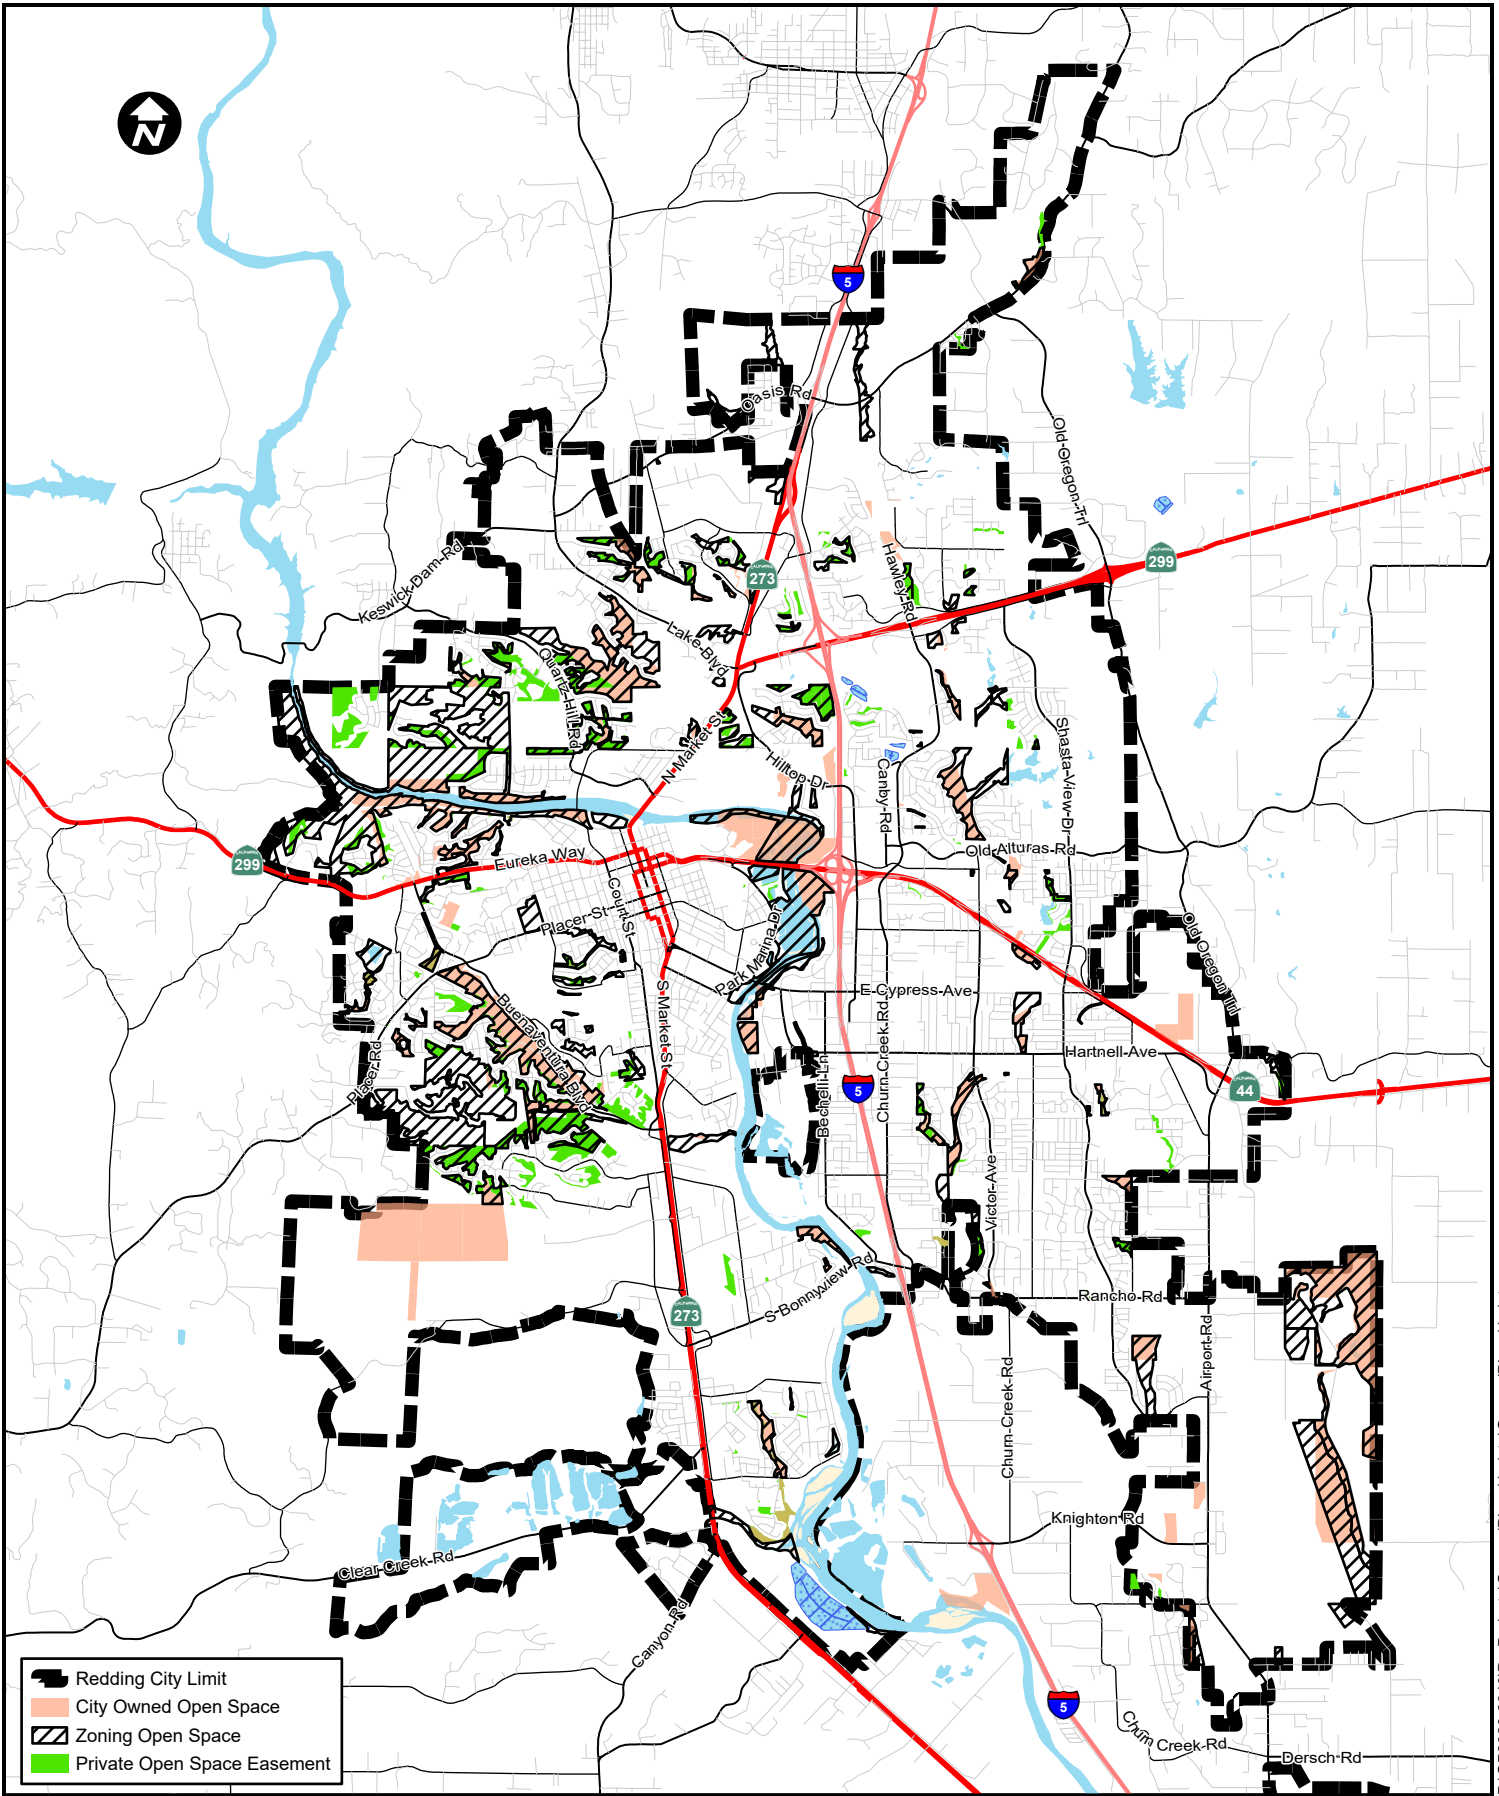 N
5
Oasis Rd
Old Oregon Trl
299
Keswick Dam Rd
273
Hawley Rd
Lake Blvd
Quartz Hill Rd
N Market St
Shasta View Dr
Hilltop Dr
Canby Rd
299
Eureka Way
Old Alturas Rd
Court St
Placer St
Park Marina Dr
Old Oregon Trl
E Cypress Ave
S Market St
Buenaventura Blvd
Placer Rd
Churn Creek Rd
Hartnell Ave
Bechelli Ln
5
44
Victor Ave
S Bonnyview Rd
Rancho Rd
273
Airport Rd
Churn Creek Rd
Knighton Rd
Clear Creek Rd
Canyon Rd
5
Churn Creek Rd
Dersch Rd
Redding City Limit
City Owned Open Space
Zoning Open Space
Private Open Space Easement